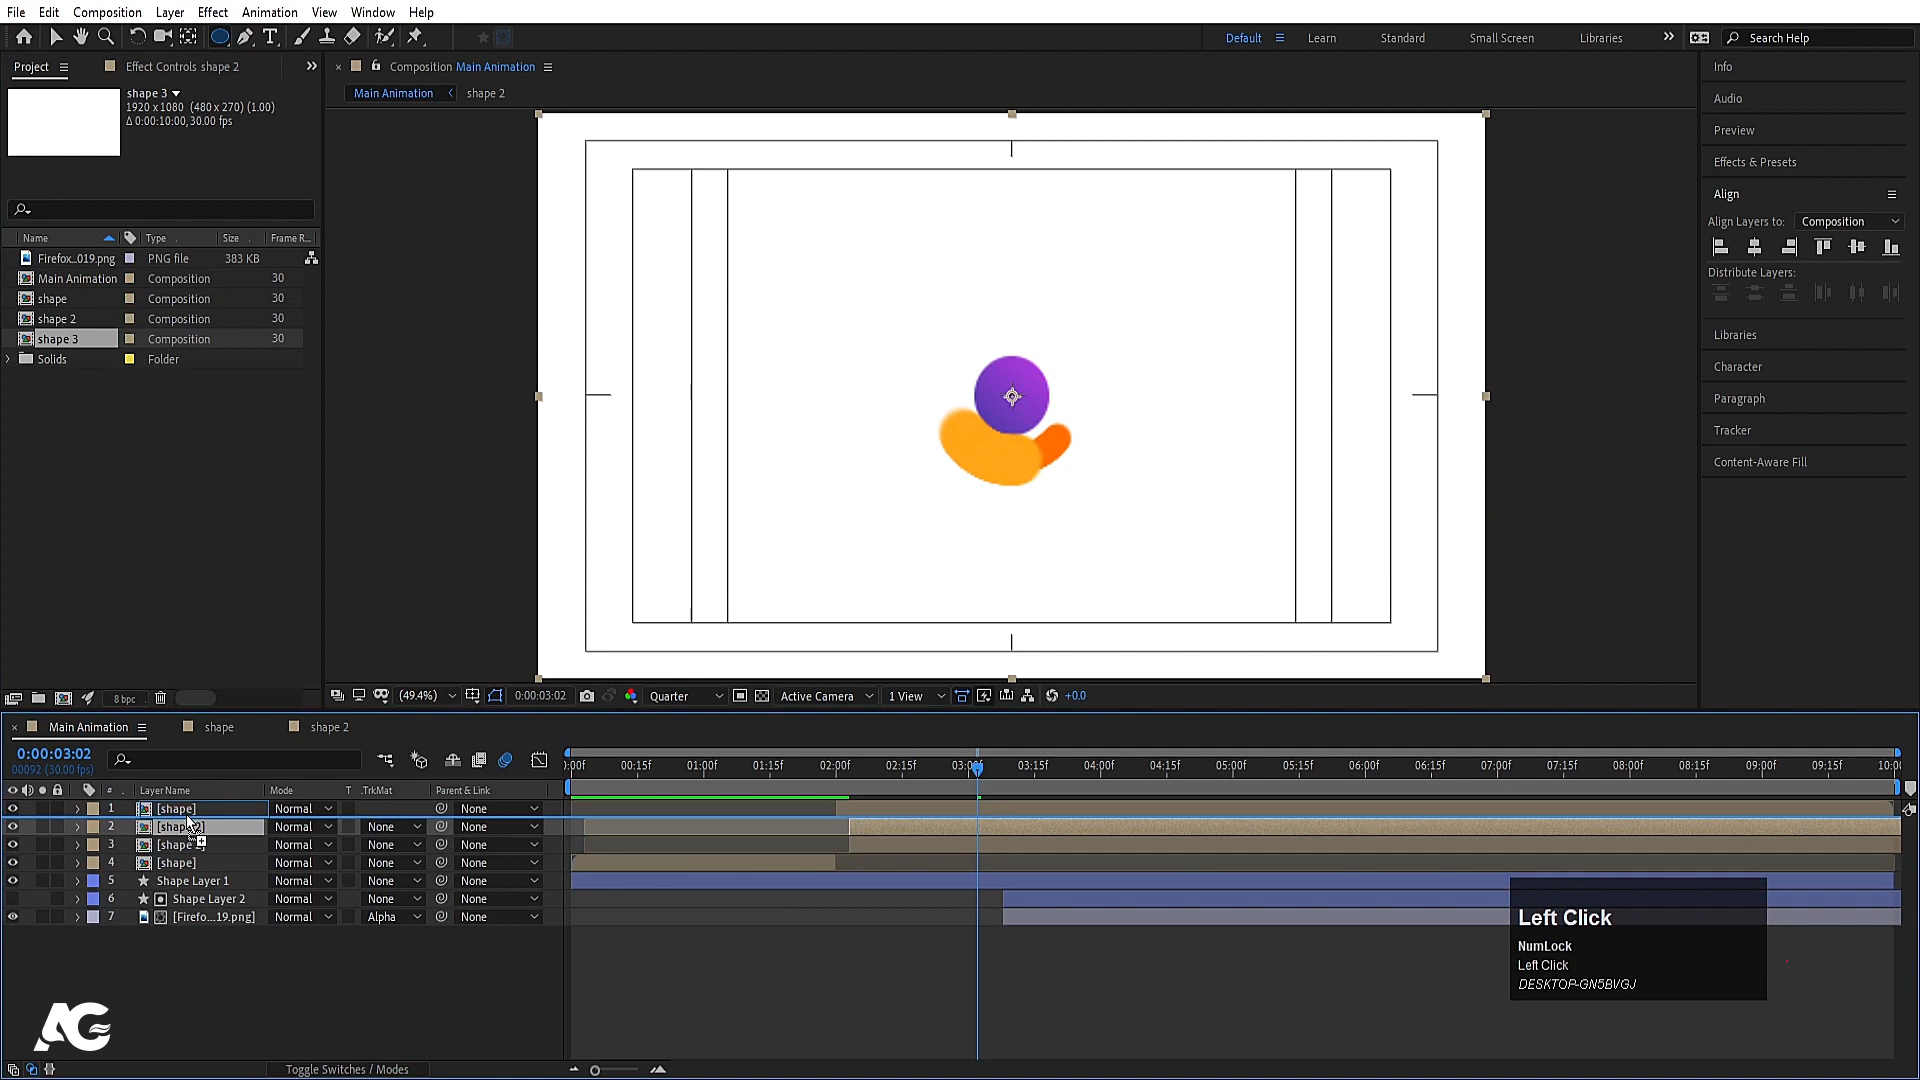 File Edit Composition Layer Effect Animation View Window Help
Default Learn Standard Small Screen Libraries Search Help
Project Effect Controls shape 2
Composition Main Animation
Main Animation shape 2
shape 3
1920 x 1080 (480 x 270) (1.00)
Δ 0:00:10:00, 30.00 fps
Name Type Size Frame R...
Firefox...019.png PNG file 383 KB
Main Animation Composition 30
shape Composition 30
shape 2 Composition 30
shape 3 Composition 30
Solids Folder
8 bpc
Info
Audio
Preview
Effects & Presets
Align
Align Layers to: Composition
Distribute Layers:
Libraries
Character
Paragraph
Tracker
Content-Aware Fill
(49.4%) 0:00:03:02 Quarter Active Camera 1 View +0.0
Main Animation shape shape 2
0:00:03:02
00092 (30.00 fps)
:00f 00:15f 01:00f 01:15f 02:00f 02:15f 03:00f 03:15f 04:00f 04:15f 05:00f 05:15f 06:00f 06:15f 07:00f 07:15f 08:00f 08:15f 09:00f 09:15f 10:00
# Layer Name Mode T .TrkMat Parent & Link
1 [shape] Normal None
2 Normal None None
3 Normal None None
4 [shape] Normal None None
5 Shape Layer 1 Normal None None
6 Shape Layer 2 Normal None None
7 [Firefo...19.png] Normal Alpha None
Left Click
NumLock
Left Click
DESKTOP-GN5BVGJ
AG
Toggle Switches / Modes